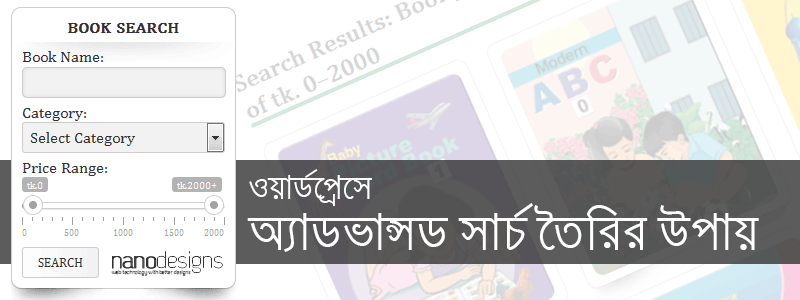 BOOK SEARCH
Book Name:
Category:
Select Category
Price Range:
tk.0 tk.2000+
0 500 1000 1500 2000
SEARCH
nanodesigns
web technology with better designs
Search Results: Book
of tk. 0–2000
Baby
Modern
ABC
0
ওয়ার্ডপ্রেসে
অ্যাডভান্সড সার্চ তৈরির উপায়